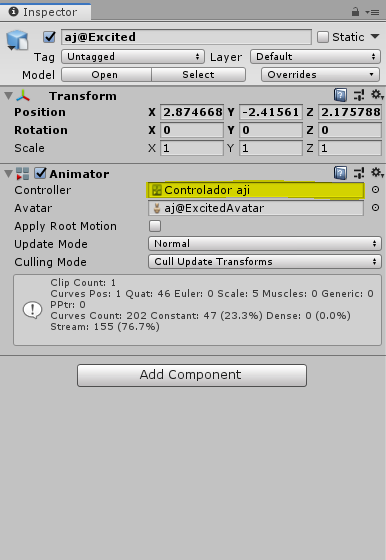 Inspector
aj@Excited Static
Tag Untagged Layer Default
Model Open Select Overrides
Transform
Position X 2.874668 Y -2.41561 Z 2.175788
Rotation X 0 Y 0 Z 0
Scale X 1 Y 1 Z 1
Animator
Controller Controlador aji
Avatar aj@ExcitedAvatar
Apply Root Motion
Update Mode Normal
Culling Mode Cull Update Transforms
Clip Count: 1
Curves Pos: 1 Quat: 46 Euler: 0 Scale: 5 Muscles: 0 Generic: 0
PPtr: 0
Curves Count: 202 Constant: 47 (23.3%) Dense: 0 (0.0%)
Stream: 155 (76.7%)
Add Component